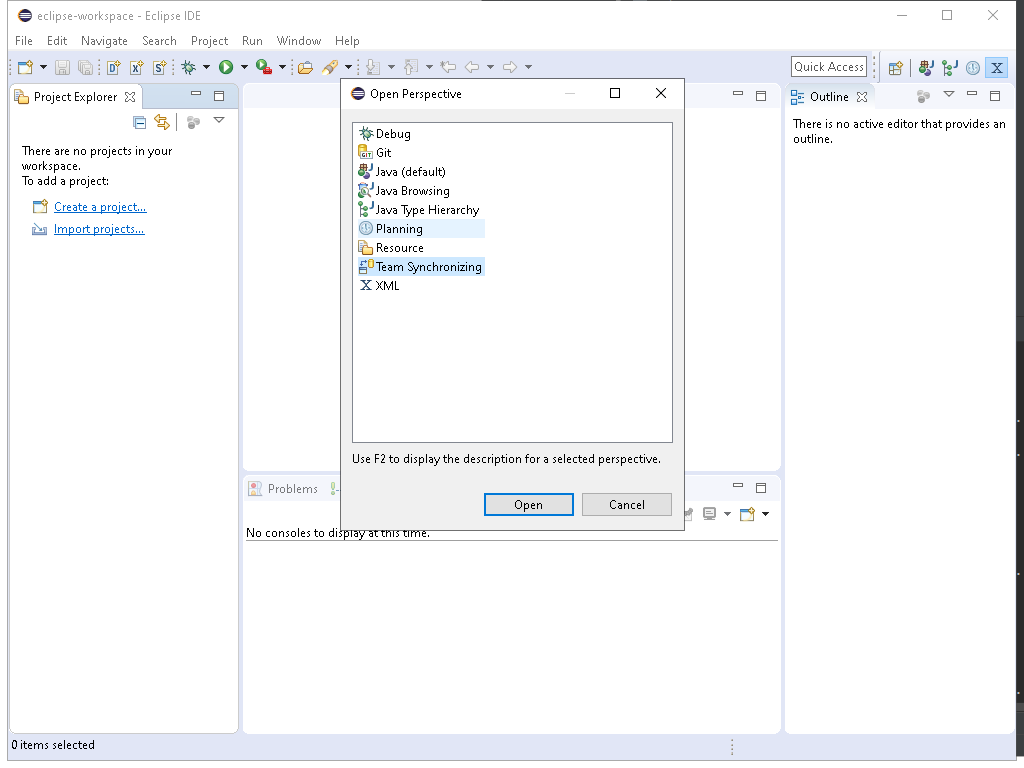 eclipse-workspace - Eclipse IDE
File Edit Navigate Search Project Run Window Help
Quick Access
Project Explorer
There are no projects in your
workspace.
To add a project:
Create a project...
Import projects...
Open Perspective
Debug
Git
Java (default)
Java Browsing
Java Type Hierarchy
Planning
Resource
Team Synchronizing
XML
Use F2 to display the description for a selected perspective.
Open Cancel
Outline
There is no active editor that provides an
outline.
Problems
No consoles to display at this time.
0 items selected